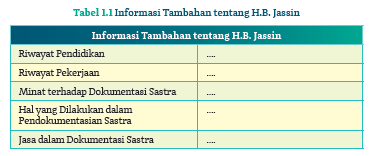 Tabel 1.1 Informasi Tambahan tentang H.B. Jassin
Informasi Tambahan tentang H.B. Jassin
Riwayat Pendidikan ....
Riwayat Pekerjaan ....
Minat terhadap Dokumentasi Sastra ....
Hal yang Dilakukan dalam ....
Pendokumentasian Sastra
Jasa dalam Dokumentasi Sastra ....